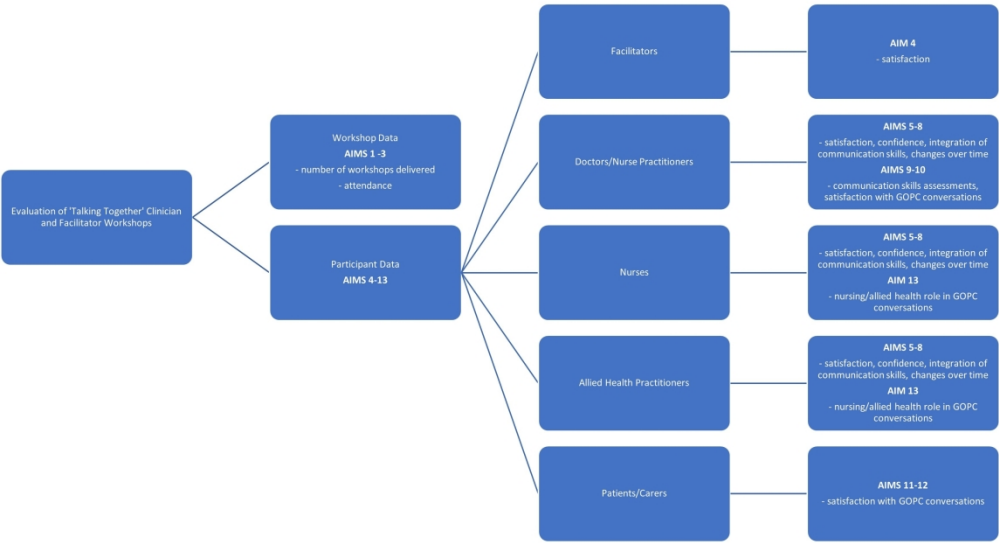 Evaluation of 'Talking Together' Clinician
and Facilitator Workshops
Workshop Data
AIMS 1 -3
- number of workshops delivered
- attendance
Participant Data
AIMS 4-13
Facilitators
AIM 4
- satisfaction
Doctors/Nurse Practitioners
AIMS 5-8
- satisfaction, confidence, integration of
communication skills, changes over time
AIMS 9-10
- communication skills assessments,
satisfaction with GOPC conversations
Nurses
AIMS 5-8
- satisfaction, confidence, integration of
communication skills, changes over time
AIM 13
- nursing/allied health role in GOPC
conversations
Allied Health Practitioners
AIMS 5-8
- satisfaction, confidence, integration of
communication skills, changes over time
AIM 13
- nursing/allied health role in GOPC
conversations
Patients/Carers
AIMS 11-12
- satisfaction with GOPC conversations